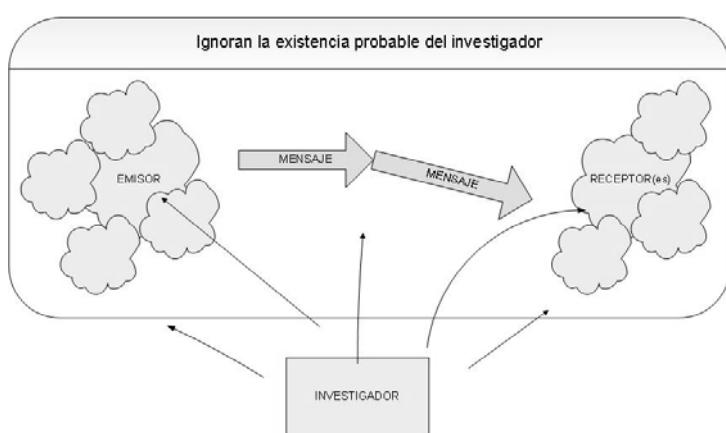 Ignoran la existencia probable del investigador
EMISOR
MENSAJE
MENSAJE
RECEPTOR(es)
INVESTIGADOR